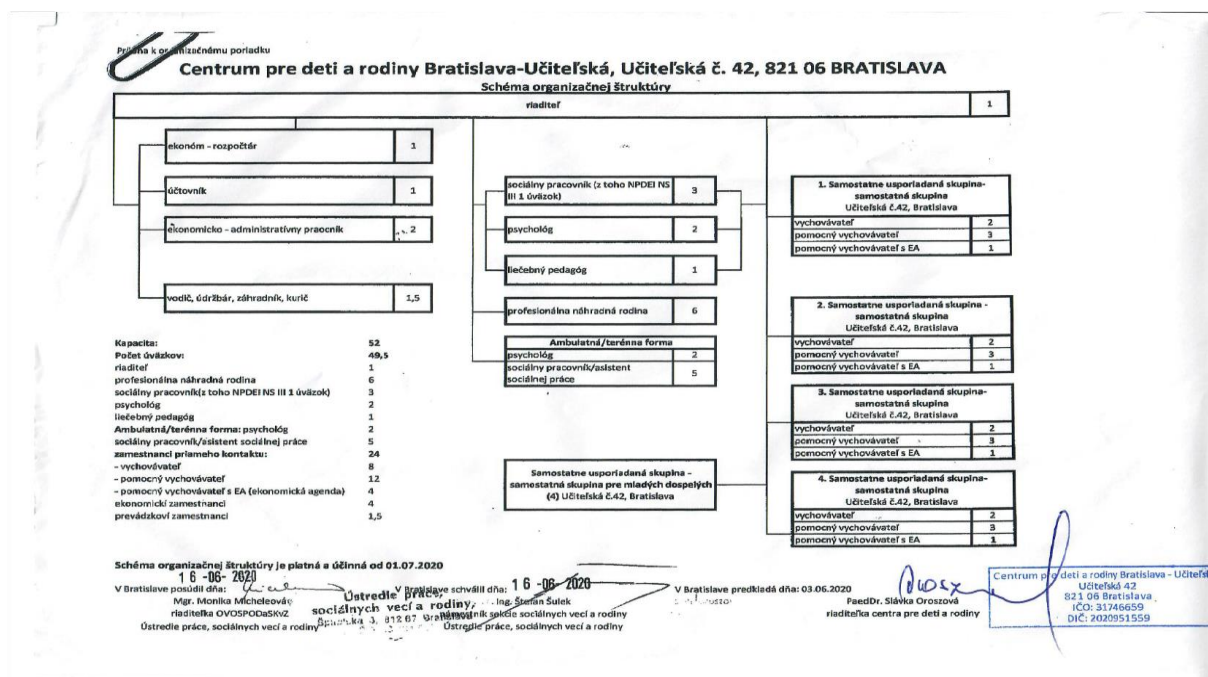 Príloha k organizačnému poriadku
Centrum pre deti a rodiny Bratislava-Učiteľská, Učiteľská č. 42, 821 06 BRATISLAVA
Schéma organizačnej štruktúry
riaditeľ 1
ekonóm - rozpočtár 1
účtovník 1
ekonomicko - administratívny praocník 2
vodič, údržbár, záhradník, kurič 1,5
sociálny pracovník (z toho NPDEI NS
III 1 úväzok) 3
psychológ 2
liečebný pedagóg 1
profesionálna náhradná rodina 6
Ambulatná/terénna forma
psychológ 2
sociálny pracovník/asistent
sociálnej práce 5
1. Samostatne usporiadaná skupina-
samostatná skupina
Učiteľská č.42, Bratislava
vychovávateľ 2
pomocný vychovávateľ 3
pomocný vychovávateľ s EA 1
2. Samostatne usporiadaná skupina -
samostatná skupina
Učiteľská č.42, Bratislava
vychovávateľ 2
pomocný vychovávateľ 3
pomocný vychovávateľ s EA 1
3. Samostatne usporiadaná skupina-
samostatná skupina
Učiteľská č.42, Bratislava
vychovávateľ 2
pomocný vychovávateľ 3
pomocný vychovávateľ s EA 1
4. Samostatne usporiadaná skupina-
samostatná skupina
Učiteľská č.42, Bratislava
vychovávateľ 2
pomocný vychovávateľ 3
pomocný vychovávateľ s EA 1
Samostatne usporiadaná skupina -
samostatná skupina pre mladých dospelých
(4) Učiteľská č.42, Bratislava
Kapacita: 52
Počet úväzkov: 49,5
riaditeľ 1
profesionálna náhradná rodina 6
sociálny pracovník(z toho NPDEI NS III 1 úväzok) 3
psychológ 2
liečebný pedagóg 1
Ambulatná/terénna forma: psychológ 2
sociálny pracovník/asistent sociálnej práce 5
zamestnanci priameho kontaktu: 24
- vychovávateľ 8
- pomocný vychovávateľ 12
- pomocný vychovávateľ s EA (ekonomická agenda) 4
ekonomickí zamestnanci 4
prevádzkoví zamestnanci 1,5
Schéma organizačnej štruktúry je platná a účinná od 01.07.2020
16 -06- 2020
V Bratislave posúdil dňa:
Mgr. Monika Micheleová
riaditeľka OVOSPODaSKvZ
Ústredie práce, sociálnych vecí a rodiny
Ústredie práce,
sociálnych vecí a rodiny,
V Bratislave schválil dňa: 16 -06- 2020
Ing. Štefan Šulek
námestník sekcie sociálnych vecí a rodiny
Ústredie práce, sociálnych vecí a rodiny
V Bratislave predkladá dňa: 03.06.2020
PaedDr. Slávka Oroszová
riaditeľka centra pre deti a rodiny
Centrum pre deti a rodiny Bratislava - Učiteľs
Učiteľská 42
821 06 Bratislava
IČO: 31746659
DIČ: 2020951559